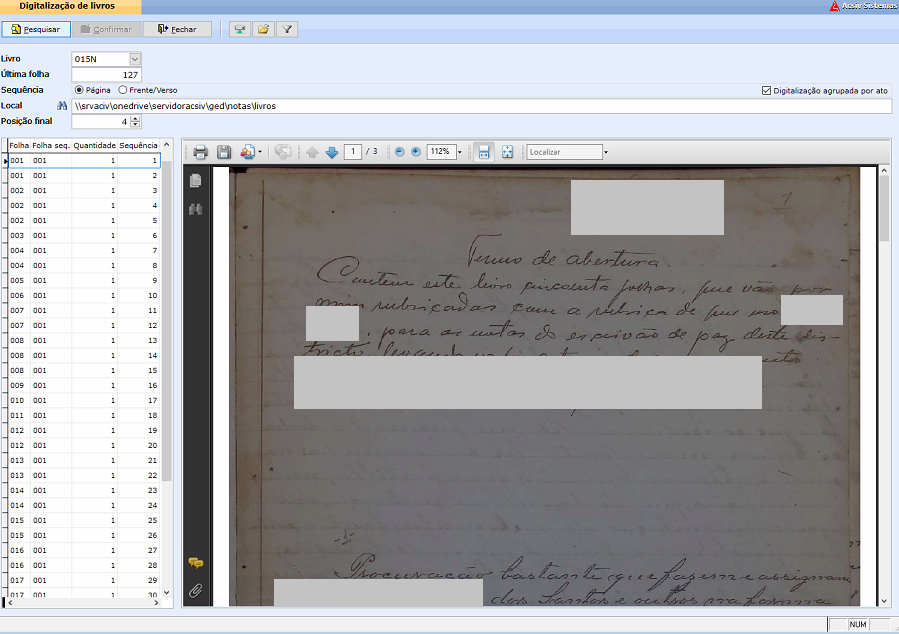 Digitalização de livros
Acsiv Sistemas
Pesquisar Confirmar Fechar
Livro 015N
Última folha 127
Sequência Página Frente/Verso Digitalização agrupada por ato
Local \\srvaciv\onedrive\servidoracsiv\ged\notas\livros
Posição final 4
Folha Folha seq. Quantidade Sequência
001 001 1 1
001 001 1 2
002 001 1 3
002 001 1 4
002 001 1 5
003 001 1 6
004 001 1 7
004 001 1 8
005 001 1 9
006 001 1 10
007 001 1 11
007 001 1 12
008 001 1 13
008 001 1 14
008 001 1 15
009 001 1 16
010 001 1 17
011 001 1 18
012 001 1 19
012 001 1 20
013 001 1 21
013 001 1 22
014 001 1 23
014 001 1 24
015 001 1 25
015 001 1 26
016 001 1 27
016 001 1 28
017 001 1 29
017 001 1 30
1 / 3 112% Localizar
1
Termo de abertura.
Contem este livro cincoenta folhas, que vão por
mim rubricadas com a rubrica de que uso
, para as notas do escrivão de paz deste dis-
tricto levando
Procuração bastante que fazem e assignam
dos Santos e outros na forma
NUM